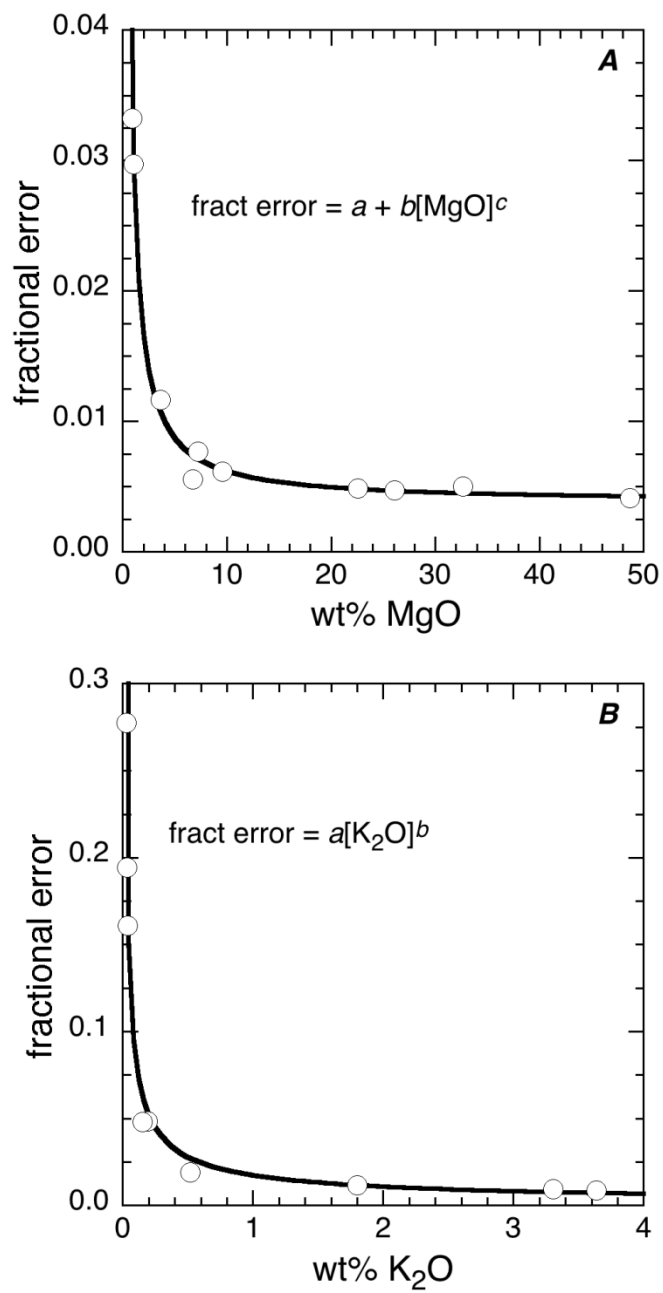 0.04
A
0.03
fract error = a + b[MgO]ᶜ
0.02
0.01
0.00
fractional error
0 10 20 30 40 50
wt% MgO
0.3
B
fract error = a[K₂O]ᵇ
0.2
0.1
0.0
fractional error
0 1 2 3 4
wt% K₂O